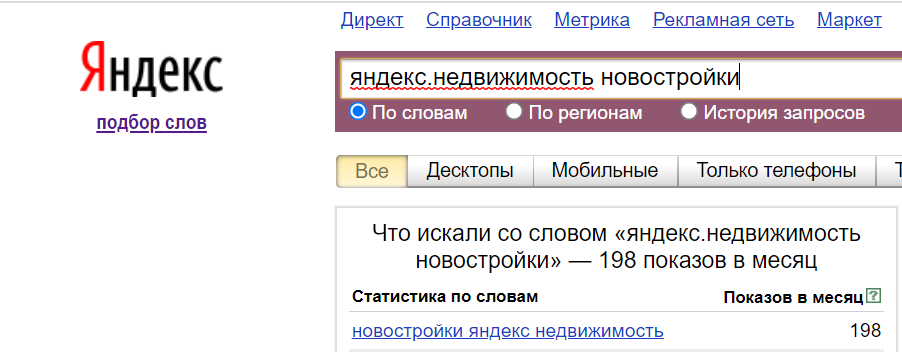 Директ Справочник Метрика Рекламная сеть Маркет
Яндекс
подбор слов
яндекс.недвижимость новостройки
По словам По регионам История запросов
Все Десктопы Мобильные Только телефоны Т
Что искали со словом «яндекс.недвижимость
новостройки» — 198 показов в месяц
Статистика по словам Показов в месяц ?
новостройки яндекс недвижимость 198